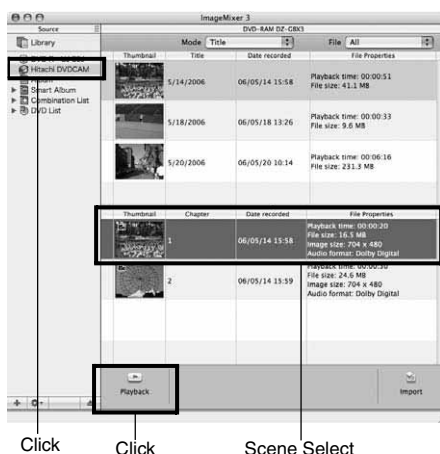 ImageMixer 3
Source
DVD-RAM DZ-GBX3
Library
Mode Title
File All
Hitachi DVDCAM
Smart Album
Combination List
DVD List
Thumbnail Title Date recorded File Properties
5/14/2006 06/05/14 15:58 Playback time: 00:00:51
File size: 41.1 MB
5/18/2006 06/05/18 13:26 Playback time: 00:00:33
File size: 9.6 MB
5/20/2006 06/05/20 10:14 Playback time: 00:06:16
File size: 231.3 MB
Thumbnail Chapter Date recorded File Properties
1 06/05/14 15:58 Playback time: 00:00:20
File size: 16.5 MB
Image size: 704 x 480
Audio format: Dolby Digital
2 06/05/14 15:59 Playback time: 00:00:30
File size: 24.6 MB
Image size: 704 x 480
Audio format: Dolby Digital
Playback
Import
Click
Click
Scene Select